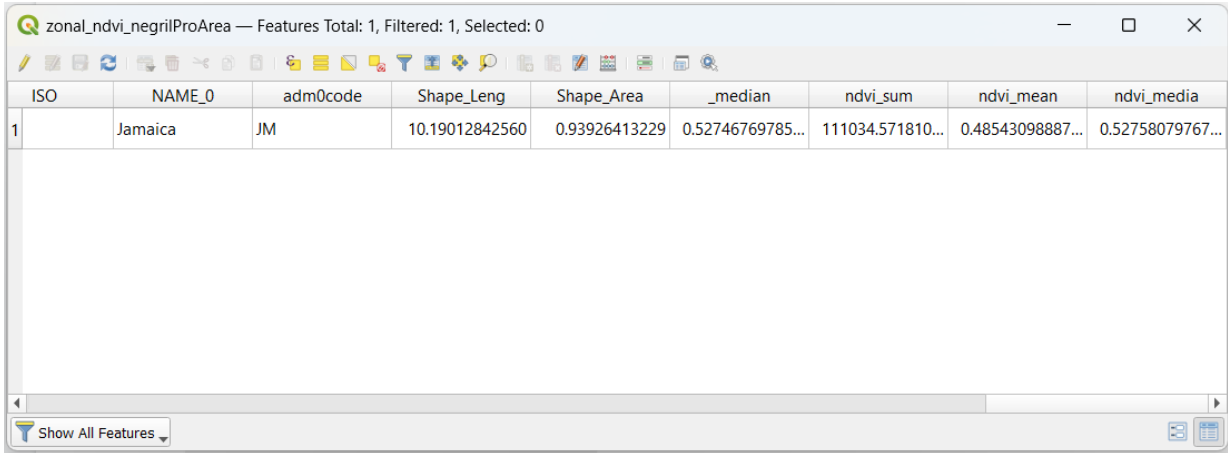 zonal_ndvi_negrilProArea — Features Total: 1, Filtered: 1, Selected: 0
ISO NAME_0 adm0code Shape_Leng Shape_Area _median ndvi_sum ndvi_mean ndvi_media
1 Jamaica JM 10.19012842560 0.93926413229 0.52746769785... 111034.571810... 0.48543098887... 0.52758079767...
Show All Features